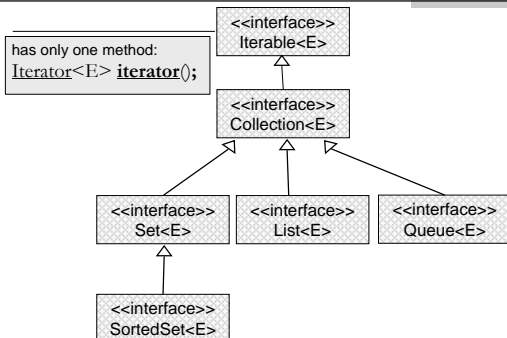 <<interface>>
Iterable<E>
has only one method:
Iterator<E> iterator();
<<interface>>
Collection<E>
<<interface>>
Set<E>
<<interface>>
List<E>
<<interface>>
Queue<E>
<<interface>>
SortedSet<E>